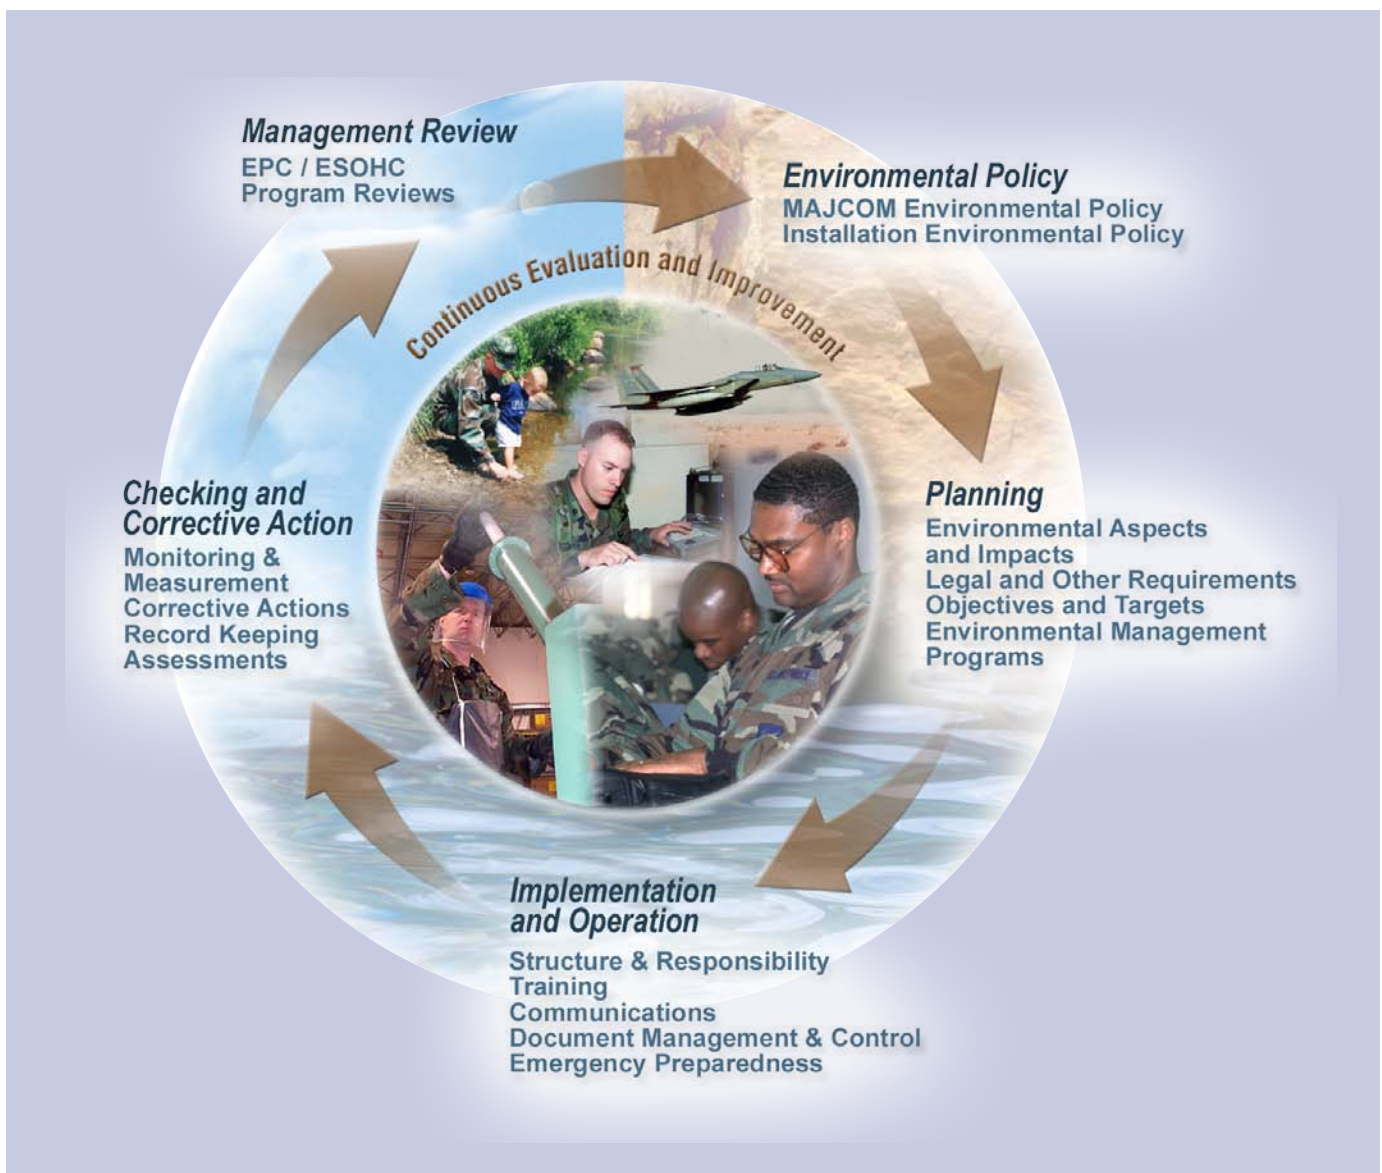 Management Review
EPC / ESOHC
Program Reviews
Environmental Policy
MAJCOM Environmental Policy
Installation Environmental Policy
Continuous Evaluation and Improvement
Checking and
Corrective Action
Monitoring &
Measurement
Corrective Actions
Record Keeping
Assessments
Planning
Environmental Aspects
and Impacts
Legal and Other Requirements
Objectives and Targets
Environmental Management
Programs
Implementation
and Operation
Structure & Responsibility
Training
Communications
Document Management & Control
Emergency Preparedness